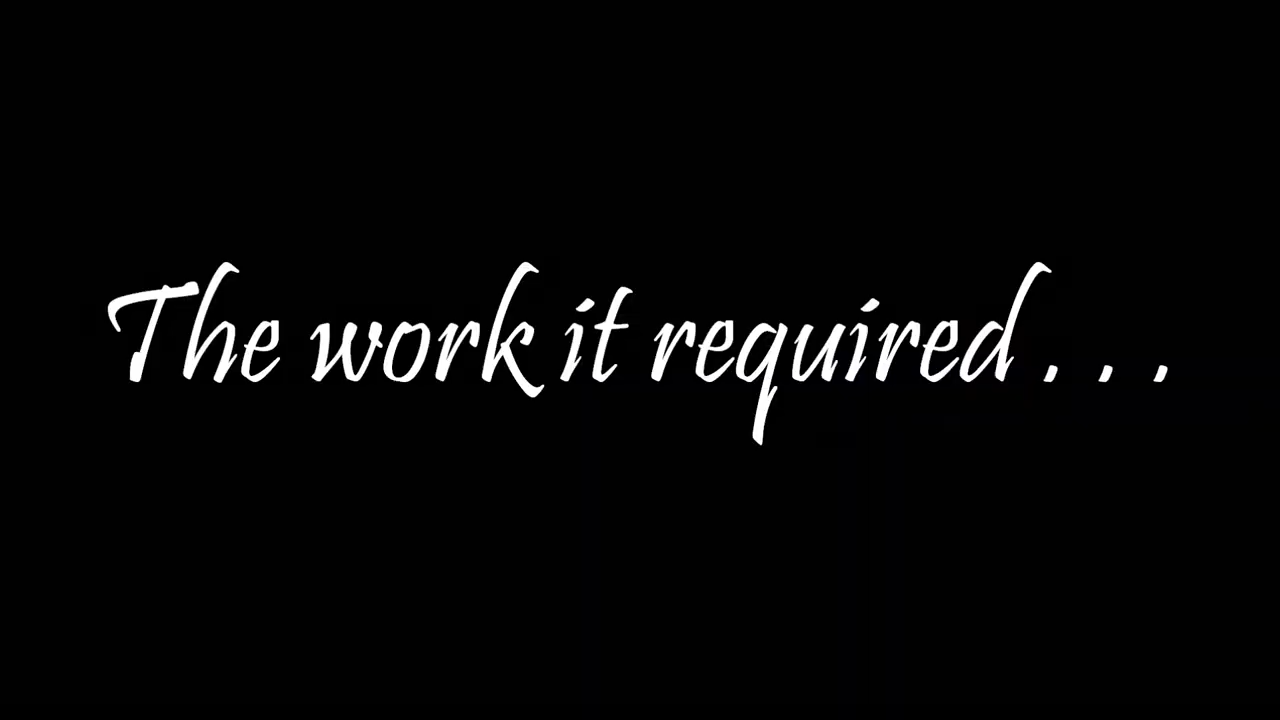 The work it required . . .